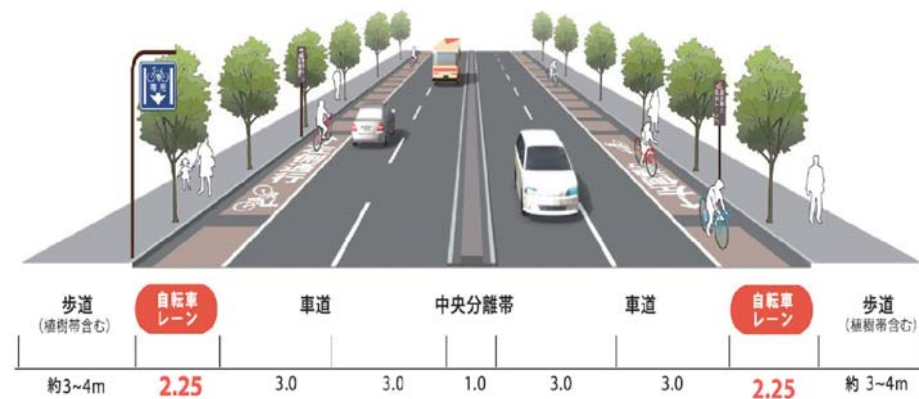 専用
歩道
(植樹帯含む)
自転車
レーン
車道
中央分離帯
車道
自転車
レーン
歩道
(植樹帯含む)
約3~4m
2.25
3.0
3.0
1.0
3.0
3.0
2.25
約 3~4m